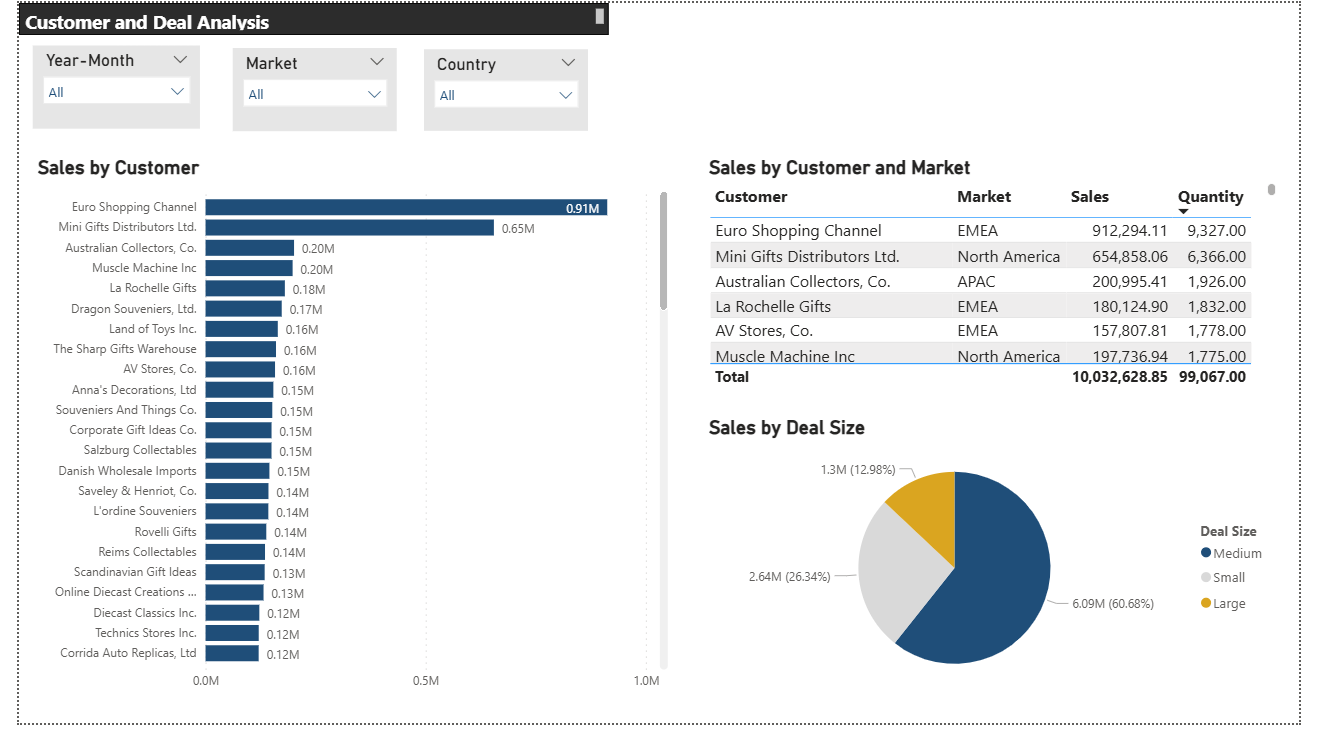 Customer and Deal Analysis
Year-Month
All
Market
All
Country
All
Sales by Customer
Euro Shopping Channel 0.91M
Mini Gifts Distributors Ltd. 0.65M
Australian Collectors, Co. 0.20M
Muscle Machine Inc 0.20M
La Rochelle Gifts 0.18M
Dragon Souveniers, Ltd. 0.17M
Land of Toys Inc. 0.16M
The Sharp Gifts Warehouse 0.16M
AV Stores, Co. 0.16M
Anna's Decorations, Ltd 0.15M
Souveniers And Things Co. 0.15M
Corporate Gift Ideas Co. 0.15M
Salzburg Collectables 0.15M
Danish Wholesale Imports 0.15M
Saveley & Henriot, Co. 0.14M
L'ordine Souveniers 0.14M
Rovelli Gifts 0.14M
Reims Collectables 0.14M
Scandinavian Gift Ideas 0.13M
Online Diecast Creations ... 0.13M
Diecast Classics Inc. 0.12M
Technics Stores Inc. 0.12M
Corrida Auto Replicas, Ltd 0.12M
0.0M 0.5M 1.0M
Sales by Customer and Market
Customer Market Sales Quantity
Euro Shopping Channel EMEA 912,294.11 9,327.00
Mini Gifts Distributors Ltd. North America 654,858.06 6,366.00
Australian Collectors, Co. APAC 200,995.41 1,926.00
La Rochelle Gifts EMEA 180,124.90 1,832.00
AV Stores, Co. EMEA 157,807.81 1,778.00
Muscle Machine Inc North America 197,736.94 1,775.00
Total 10,032,628.85 99,067.00
Sales by Deal Size
1.3M (12.98%)
2.64M (26.34%)
6.09M (60.68%)
Deal Size
Medium
Small
Large